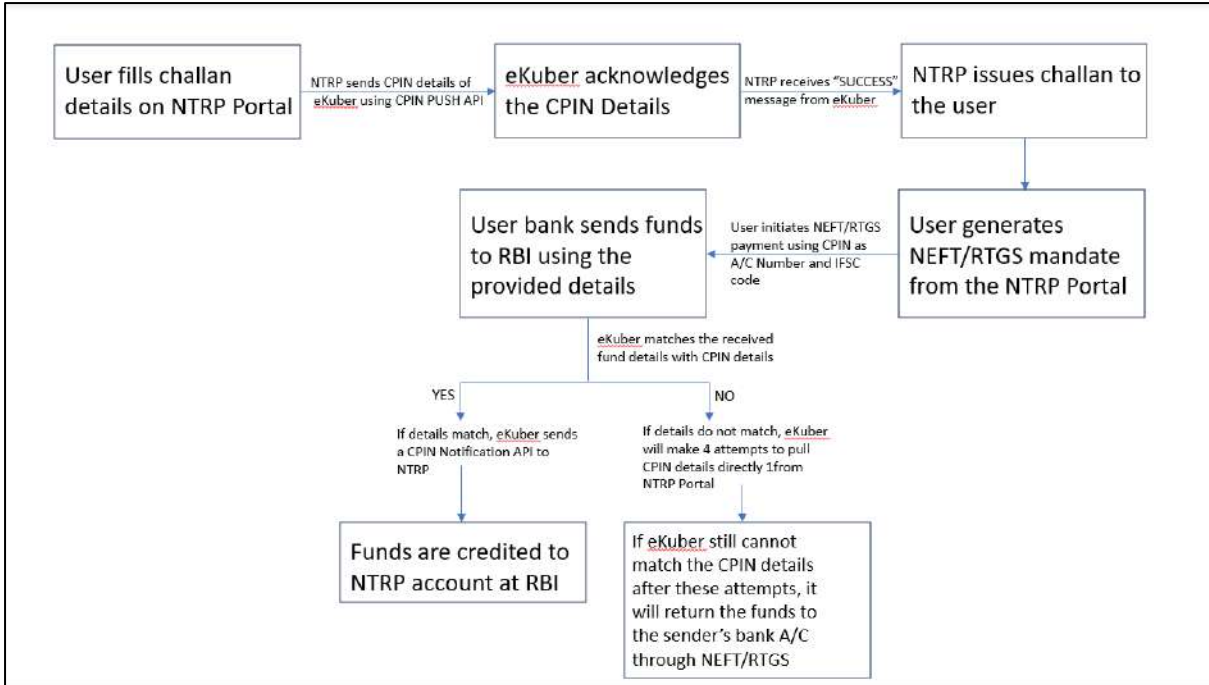 User fills challan
details on NTRP Portal
NTRP sends CPIN details of
eKuber using CPIN PUSH API
eKuber acknowledges
the CPIN Details
NTRP receives "SUCCESS"
message from eKuber
NTRP issues challan to
the user
User generates
NEFT/RTGS mandate
from the NTRP Portal
User initiates NEFT/RTGS
payment using CPIN as
A/C Number and IFSC
code
User bank sends funds
to RBI using the
provided details
eKuber matches the received
fund details with CPIN details
YES
If details match, eKuber sends
a CPIN Notification API to
NTRP
Funds are credited to
NTRP account at RBI
NO
If details do not match, eKuber
will make 4 attempts to pull
CPIN details directly 1from
NTRP Portal
If eKuber still cannot
match the CPIN details
after these attempts, it
will return the funds to
the sender's bank A/C
through NEFT/RTGS